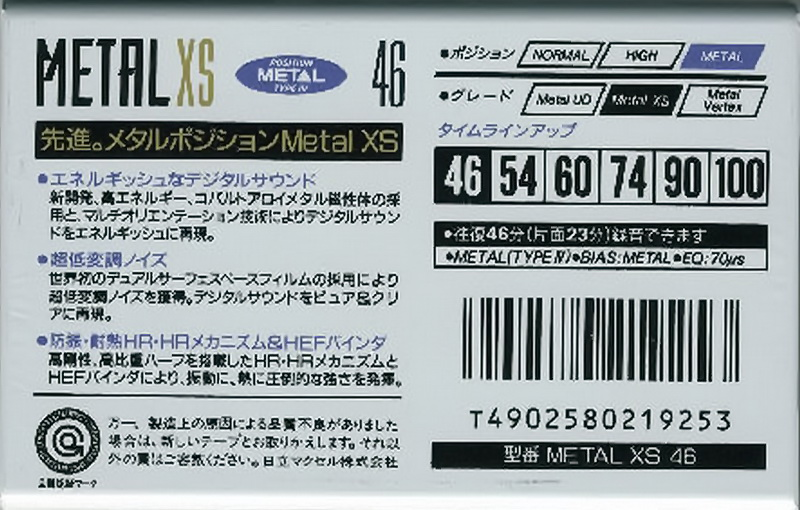 METAL XS
POSITION
METAL
TYPE IV
46
先進。メタルポジションMetal XS
●エネルギッシュなデジタルサウンド
新開発、高エネルギー、コバルトアロイメタル磁性体の採
用と、マルチオリエンテーション技術によりデジタルサウン
ドをエネルギッシュに再現。
●超低変調ノイズ
世界初のデュアルサーフェスベースフィルムの採用により
超低変調ノイズを獲得。デジタルサウンドをピュア&クリ
アに再現。
●防振・耐熱HR・HRメカニズム&HEFバインダ
高剛性、高比重ハーフを搭載したHR・HRメカニズムと
HEFバインダにより、振動に、熱に圧倒的な強さを発揮。
万一、製造上の原因による品質不良がありました
場合は、新しいテープとお取りかえします。それ以
外の責はご容赦ください。日立マクセル株式会社
●ポジション NORMAL HIGH METAL
●グレード Metal UD Metal XS Metal Vertex
タイムラインアップ
46 54 60 74 90 100
●往復46分(片面23分)録音できます
●METAL(TYPE IV)●BIAS:METAL●EQ:70μs
T4902580219253
型番 METAL XS 46